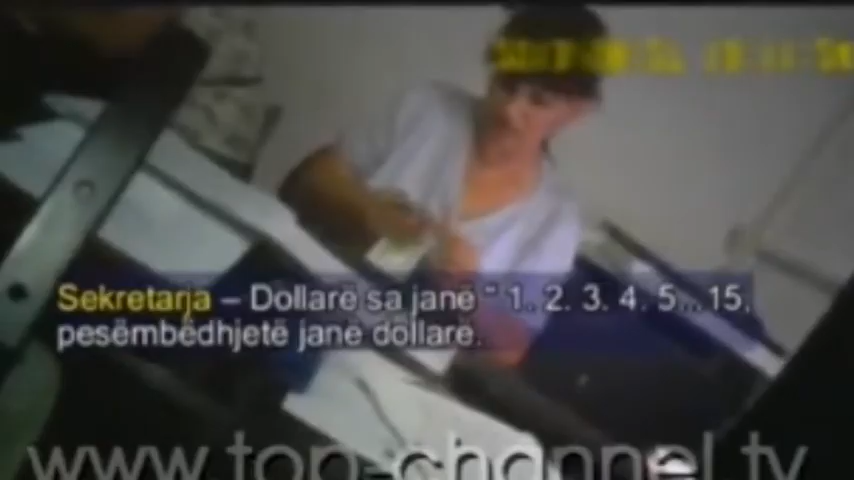 Sekretarja – Dollarë sa janë " 1. 2. 3. 4. 5... 15,
pesëmbëdhjetë janë dollarë.
www.top-channel.tv